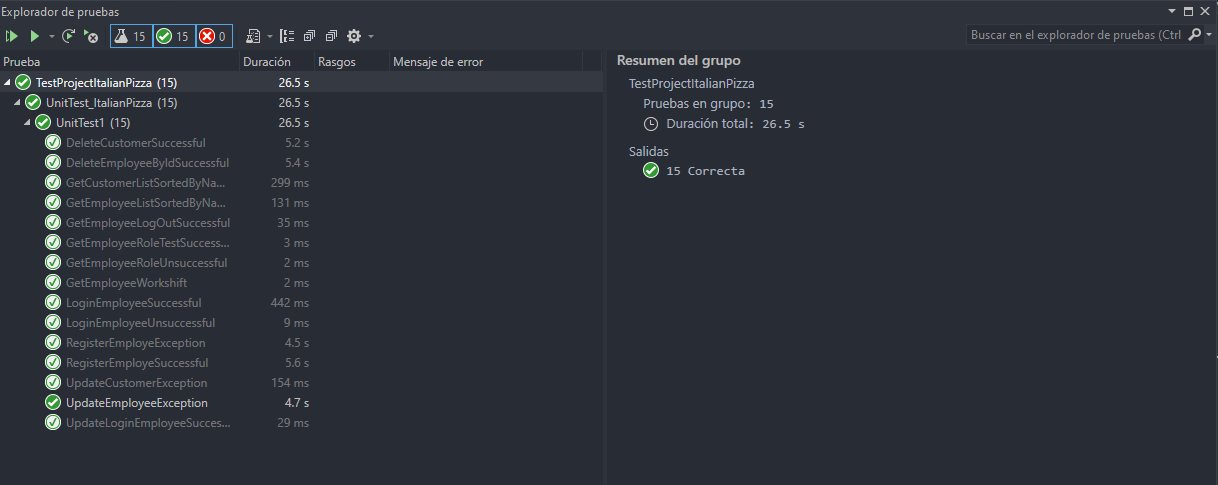 Explorador de pruebas
15 15 0
Buscar en el explorador de pruebas (Ctrl
Prueba Duración Rasgos Mensaje de error
TestProjectItalianPizza (15) 26.5 s
UnitTest_ItalianPizza (15) 26.5 s
UnitTest1 (15) 26.5 s
DeleteCustomerSuccessful 5.2 s
DeleteEmployeeByIdSuccessful 5.4 s
GetCustomerListSortedByNa... 299 ms
GetEmployeeListSortedByNa... 131 ms
GetEmployeeLogOutSuccessful 35 ms
GetEmployeeRoleTestSuccess... 3 ms
GetEmployeeRoleUnsuccessful 2 ms
GetEmployeeWorkshift 2 ms
LoginEmployeeSuccessful 442 ms
LoginEmployeeUnsuccessful 9 ms
RegisterEmployeException 4.5 s
RegisterEmployeSuccessful 5.6 s
UpdateCustomerException 154 ms
UpdateEmployeeException 4.7 s
UpdateLoginEmployeeSucces... 29 ms
Resumen del grupo
TestProjectItalianPizza
Pruebas en grupo: 15
Duración total: 26.5 s
Salidas
15 Correcta